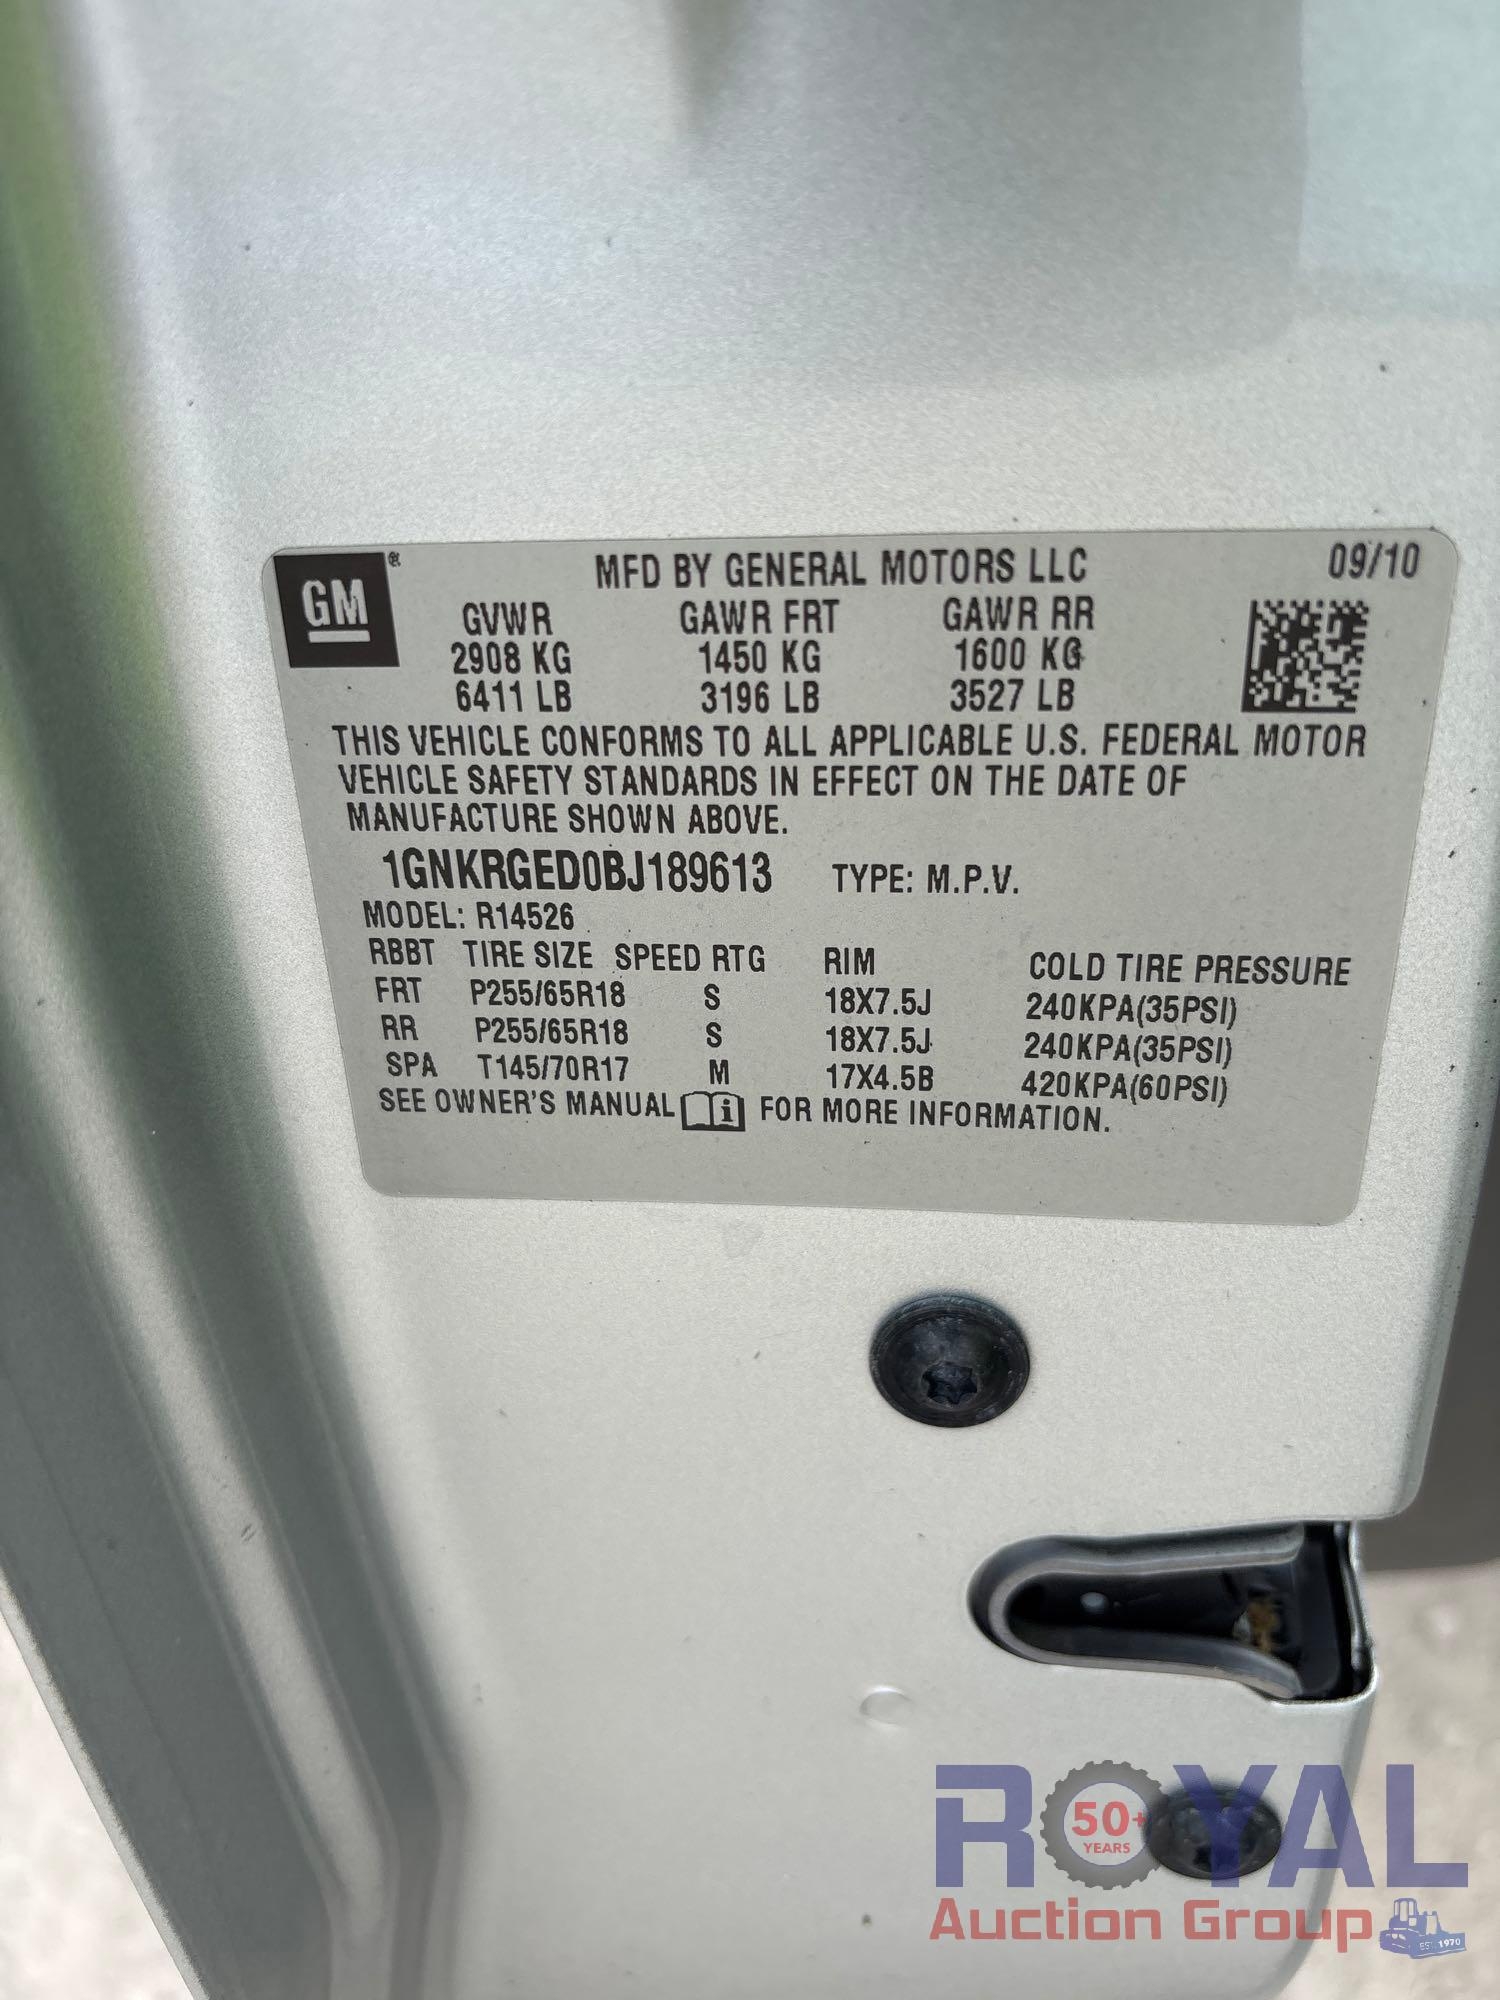 GM®
MFD BY GENERAL MOTORS LLC 09/10
GVWR GAWR FRT GAWR RR
2908 KG 1450 KG 1600 KG
6411 LB 3196 LB 3527 LB
THIS VEHICLE CONFORMS TO ALL APPLICABLE U.S. FEDERAL MOTOR
VEHICLE SAFETY STANDARDS IN EFFECT ON THE DATE OF
MANUFACTURE SHOWN ABOVE.
1GNKRGED0BJ189613 TYPE: M.P.V.
MODEL: R14526
RBBT TIRE SIZE SPEED RTG RIM COLD TIRE PRESSURE
FRT P255/65R18 S 18X7.5J 240KPA(35PSI)
RR P255/65R18 S 18X7.5J 240KPA(35PSI)
SPA T145/70R17 M 17X4.5B 420KPA(60PSI)
SEE OWNER'S MANUAL i FOR MORE INFORMATION.
ROYAL
50+
YEARS
Auction Group
EST. 1970